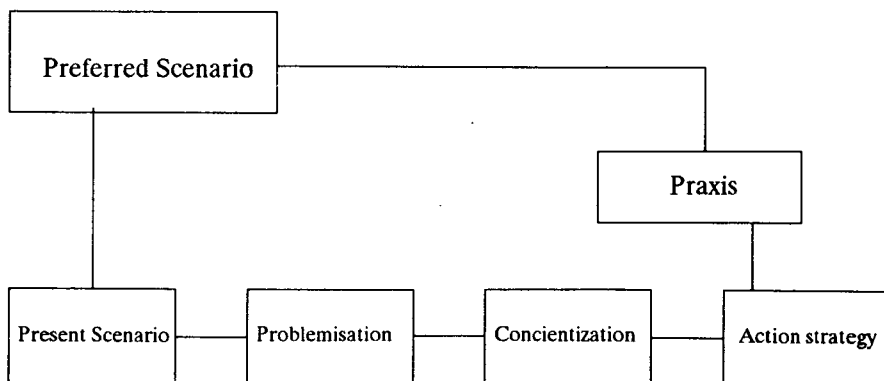 Preferred Scenario
Praxis
Present Scenario
Problemisation
Concientization
Action strategy